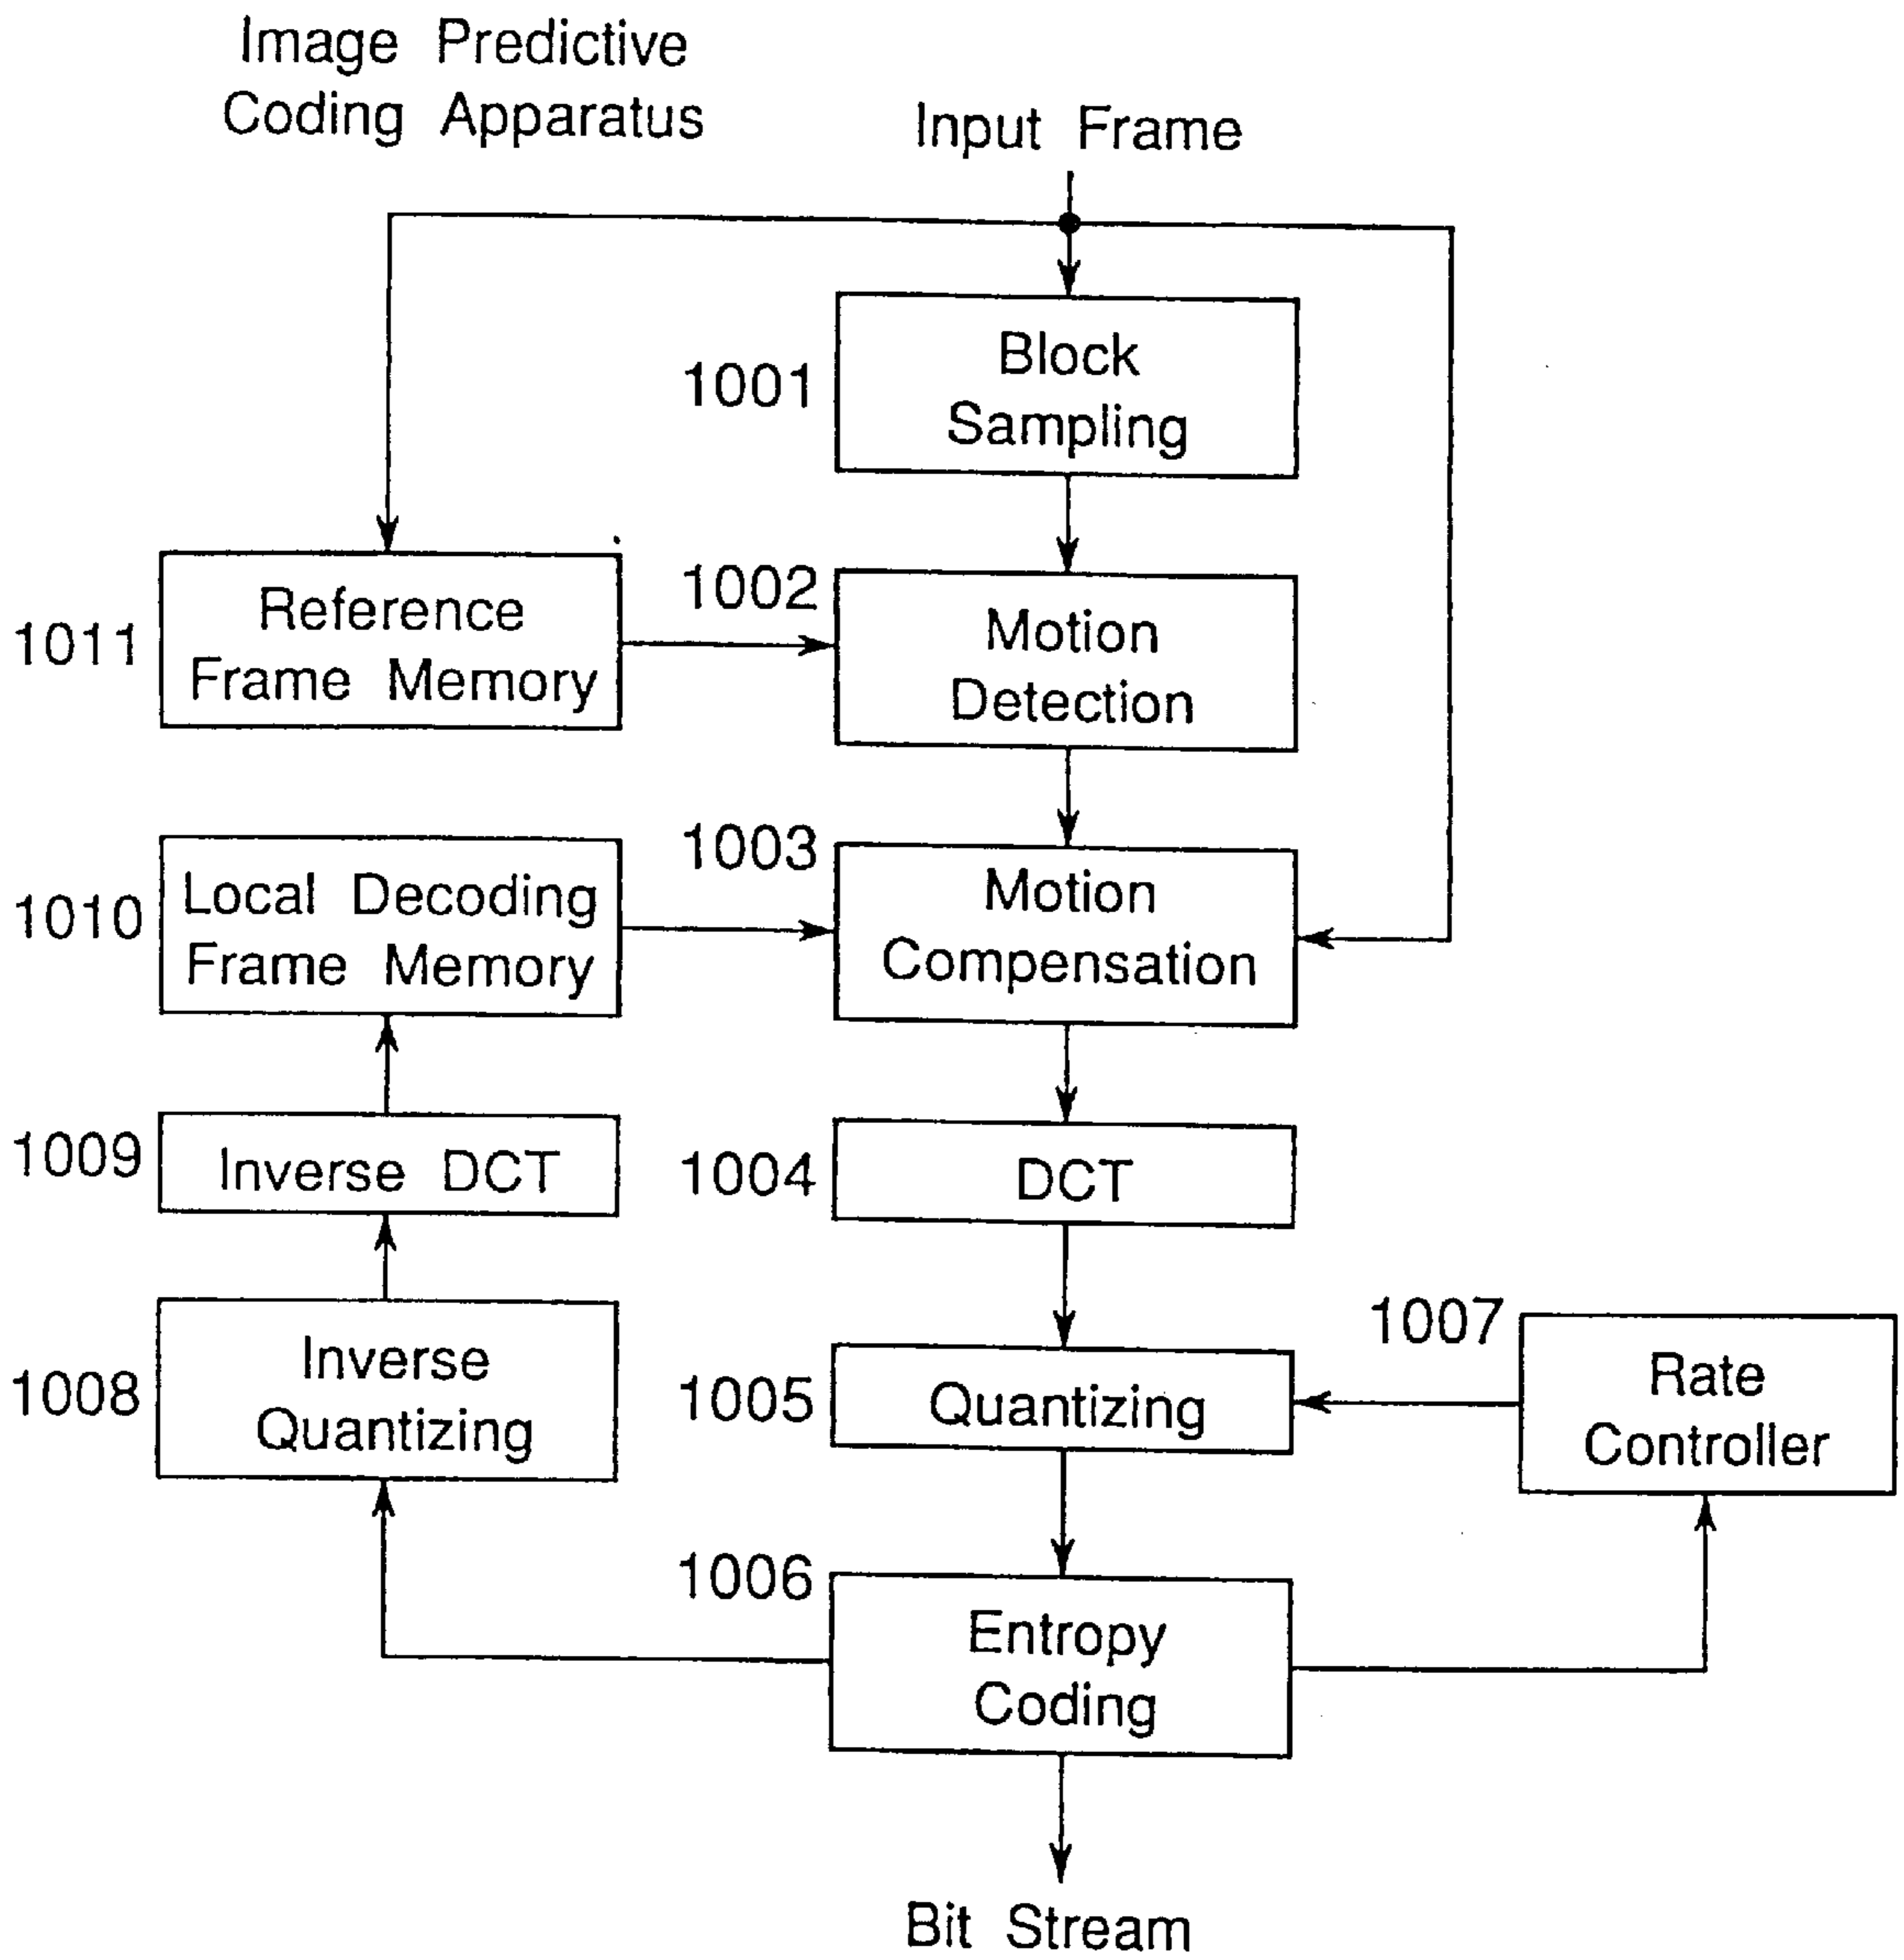 Image Predictive
Coding Apparatus
Input Frame
1001
Block
Sampling
1011
Reference
Frame Memory
1002
Motion
Detection
1010
Local Decoding
Frame Memory
1003
Motion
Compensation
1009
Inverse DCT
1004
DCT
1008
Inverse
Quantizing
1005
Quantizing
1007
Rate
Controller
1006
Entropy
Coding
Bit Stream